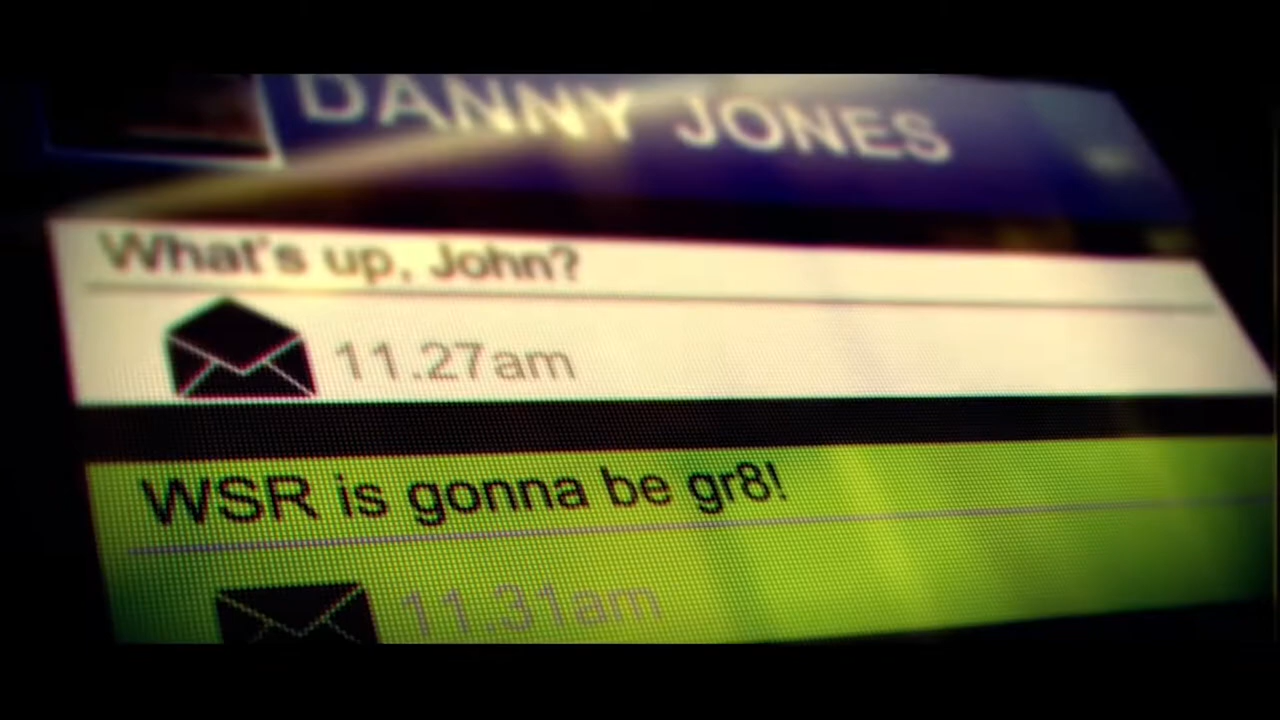 DANNY JONES
What's up, John?
11.27am
WSR is gonna be gr8!
11.31am